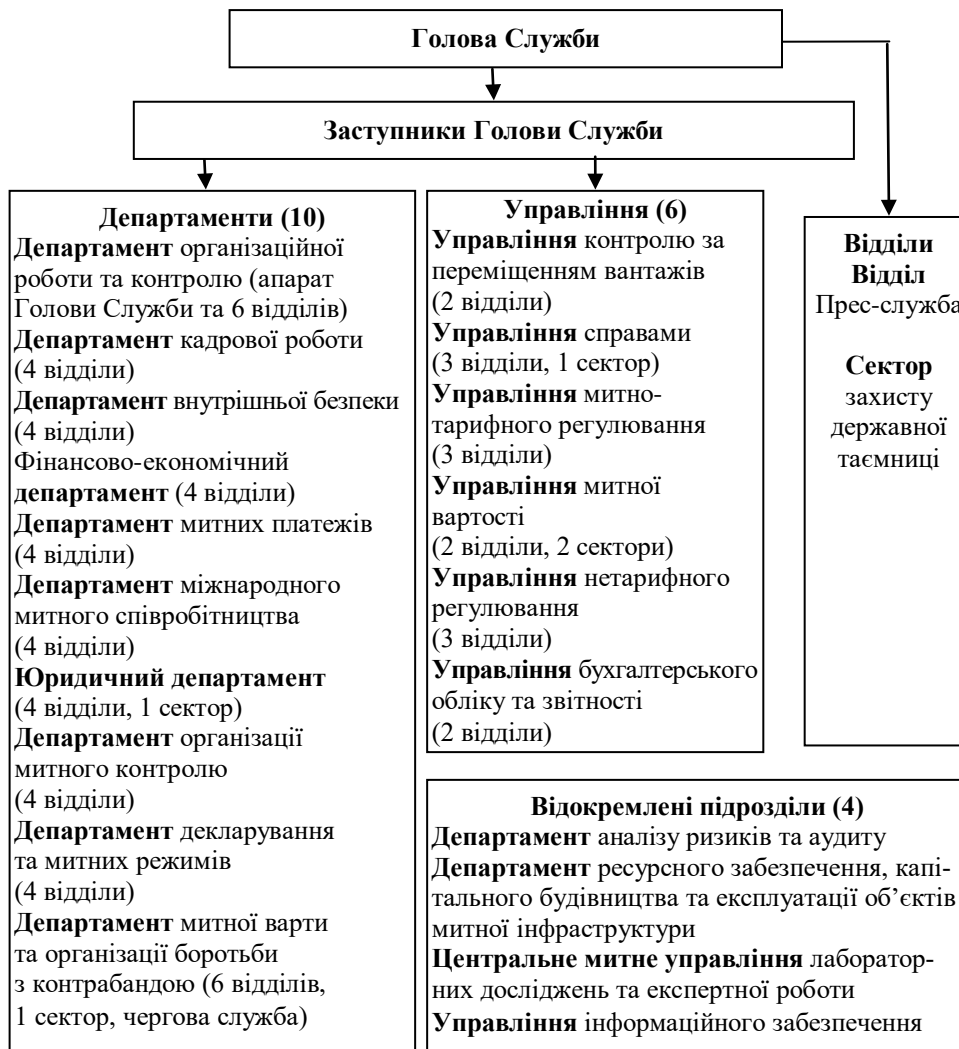 Голова Служби
Заступники Голови Служби
Департаменти (10)
Департамент організаційної
роботи та контролю (апарат
Голови Служби та 6 відділів)
Департамент кадрової роботи
(4 відділи)
Департамент внутрішньої безпеки
(4 відділи)
Фінансово-економічний
департамент (4 відділи)
Департамент митних платежів
(4 відділи)
Департамент міжнародного
митного співробітництва
(4 відділи)
Юридичний департамент
(4 відділи, 1 сектор)
Департамент організації
митного контролю
(4 відділи)
Департамент декларування
та митних режимів
(4 відділи)
Департамент митної варти
та організації боротьби
з контрабандою (6 відділів,
1 сектор, чергова служба)
Управління (6)
Управління контролю за
переміщенням вантажів
(2 відділи)
Управління справами
(3 відділи, 1 сектор)
Управління митно-
тарифного регулювання
(3 відділи)
Управління митної
вартості
(2 відділи, 2 сектори)
Управління нетарифного
регулювання
(3 відділи)
Управління бухгалтерського
обліку та звітності
(2 відділи)
Відділи
Відділ
Прес-служба
Сектор
захисту
державної
таємниці
Відокремлені підрозділи (4)
Департамент аналізу ризиків та аудиту
Департамент ресурсного забезпечення, капі-
тального будівництва та експлуатації об’єктів
митної інфраструктури
Центральне митне управління лаборатор-
них досліджень та експертної роботи
Управління інформаційного забезпечення